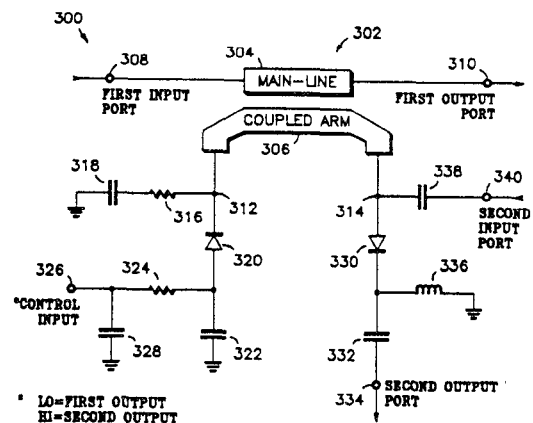 300
302
304
308
310
MAIN-LINE
FIRST INPUT
PORT
FIRST OUTPUT
PORT
COUPLED ARM
306
318
316
312
314
338
340
SECOND
INPUT
PORT
320
330
324
326
336
*CONTROL
INPUT
328
322
332
334
SECOND OUTPUT
PORT
* LO=FIRST OUTPUT
HI=SECOND OUTPUT